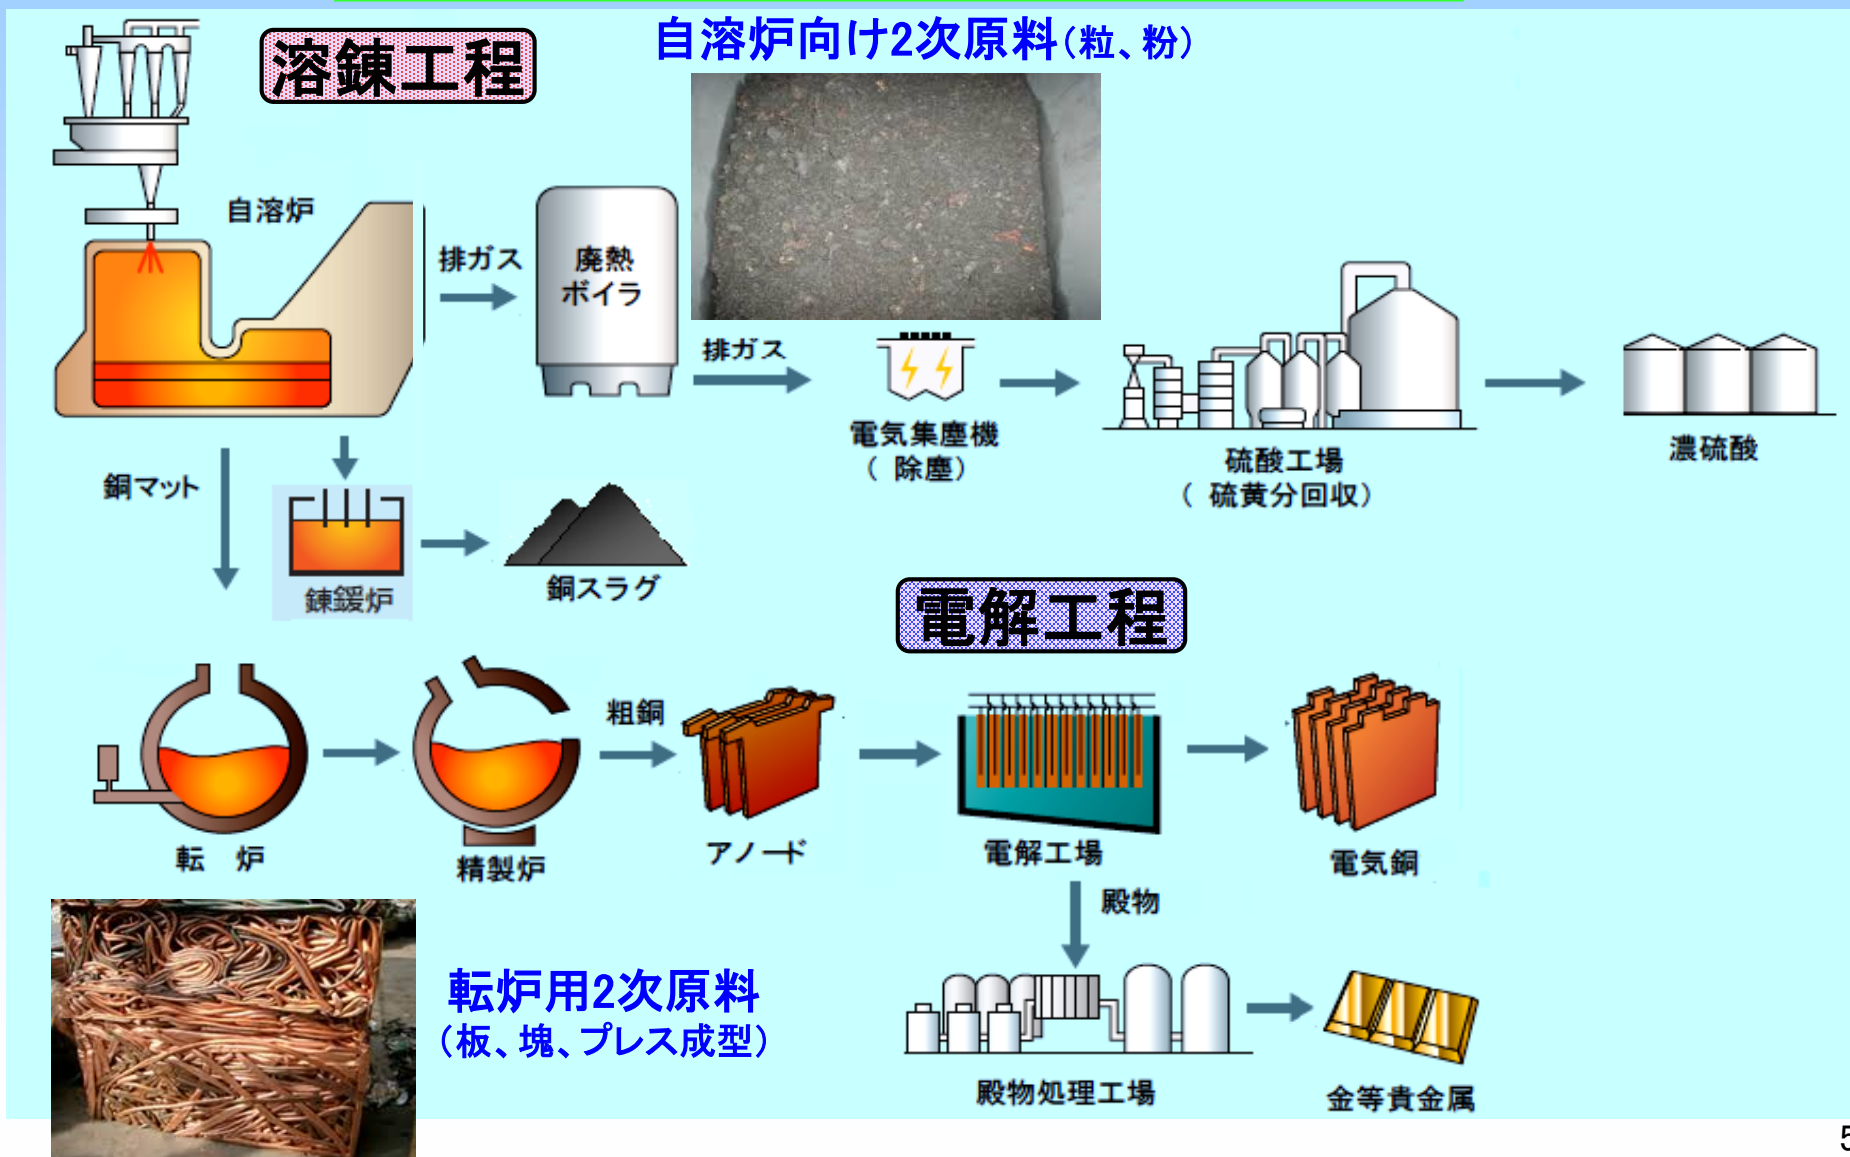 溶錬工程
自溶炉向け2次原料(粒、粉)
自溶炉
排ガス
廃熱
ボイラ
排ガス
電気集塵機
( 除塵)
硫酸工場
( 硫黄分回収)
濃硫酸
銅マット
錬鍰炉
銅スラグ
電解工程
転 炉
精製炉
粗銅
アノード
電解工場
電気銅
殿物
転炉用2次原料
(板、塊、プレス成型)
殿物処理工場
金等貴金属
5